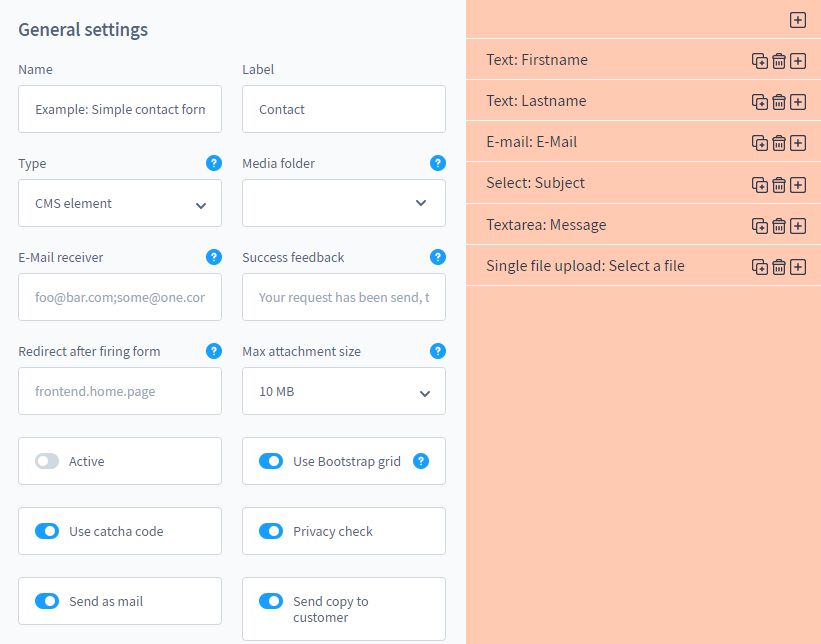 General settings
Name
Label
Example: Simple contact forn
Contact
Type ?
Media folder ?
CMS element
E-Mail receiver ?
Success feedback ?
foo@bar.com;some@one.cor
Your request has been send, t
Redirect after firing form ?
Max attachment size ?
frontend.home.page
10 MB
Active
Use Bootstrap grid ?
Use catcha code
Privacy check
Send as mail
Send copy to
customer
Text: Firstname
Text: Lastname
E-mail: E-Mail
Select: Subject
Textarea: Message
Single file upload: Select a file